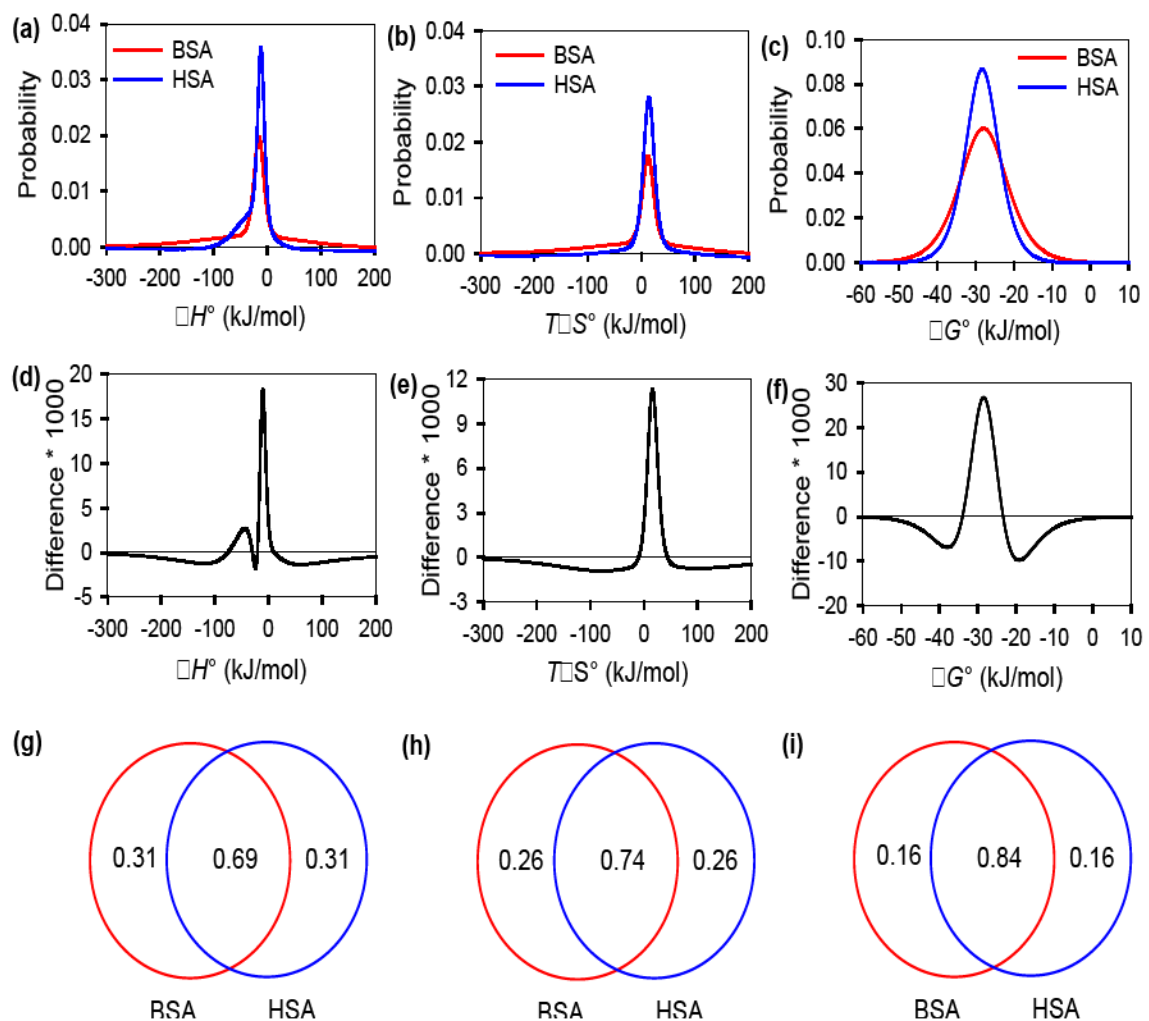 (a)
0.04
0.03
0.02
0.01
0.00
Probability
BSA
HSA
-300 -200 -100 0 100 200
□H° (kJ/mol)
(b)
0.04
0.03
0.02
0.01
0.00
Probability
BSA
HSA
-300 -200 -100 0 100 200
T□S° (kJ/mol)
(c)
0.10
0.08
0.06
0.04
0.02
0.00
Probability
BSA
HSA
-60 -50 -40 -30 -20 -10 0 10
□G° (kJ/mol)
(d)
20
15
10
5
0
-5
Difference * 1000
-300 -200 -100 0 100 200
□H° (kJ/mol)
(e)
12
9
6
3
0
-3
Difference * 1000
-300 -200 -100 0 100 200
T□S° (kJ/mol)
(f)
30
20
10
0
-10
-20
Difference * 1000
-60 -50 -40 -30 -20 -10 0 10
□G° (kJ/mol)
(g)
0.31 0.69 0.31
BSA HSA
(h)
0.26 0.74 0.26
BSA HSA
(i)
0.16 0.84 0.16
BSA HSA